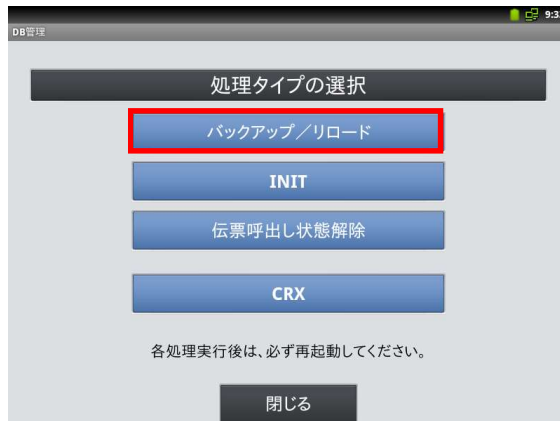 9:3
DB管理
処理タイプの選択
バックアップ／リロード
INIT
伝票呼出し状態解除
CRX
各処理実行後は、必ず再起動してください。
閉じる